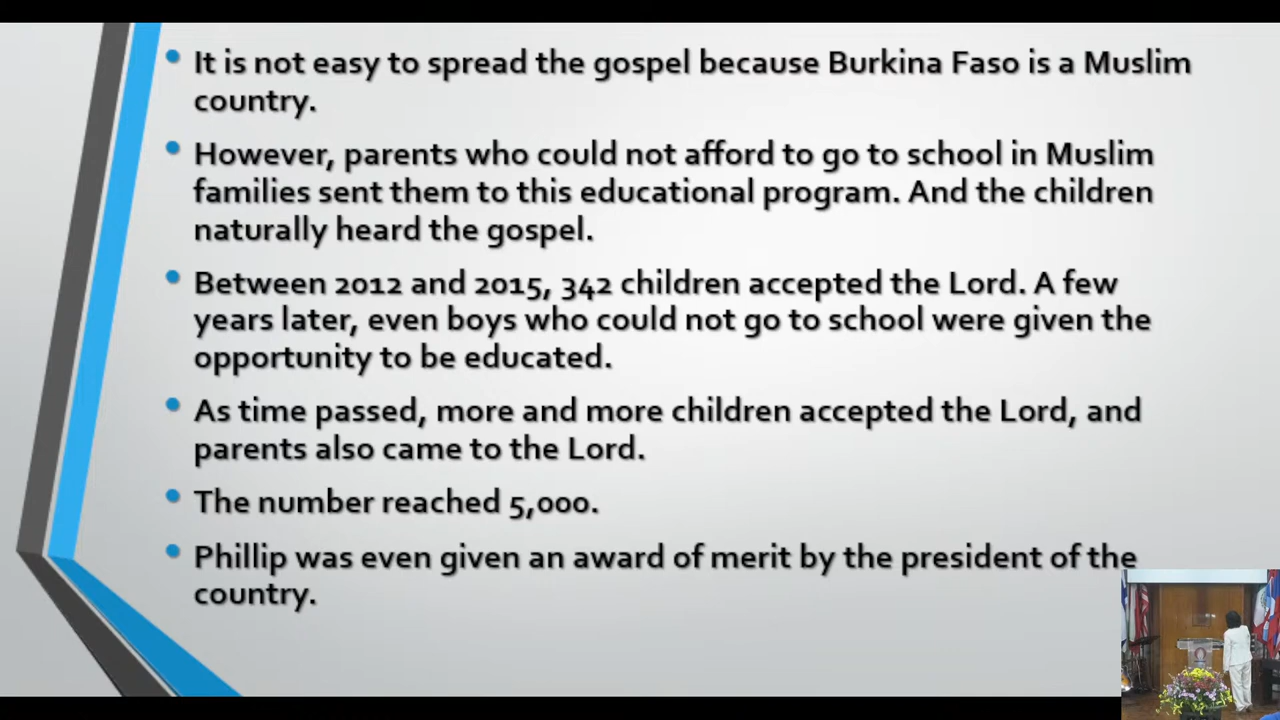 It is not easy to spread the gospel because Burkina Faso is a Muslim
country.
However, parents who could not afford to go to school in Muslim
families sent them to this educational program. And the children
naturally heard the gospel.
Between 2012 and 2015, 342 children accepted the Lord. A few
years later, even boys who could not go to school were given the
opportunity to be educated.
As time passed, more and more children accepted the Lord, and
parents also came to the Lord.
The number reached 5,000.
Phillip was even given an award of merit by the president of the
country.